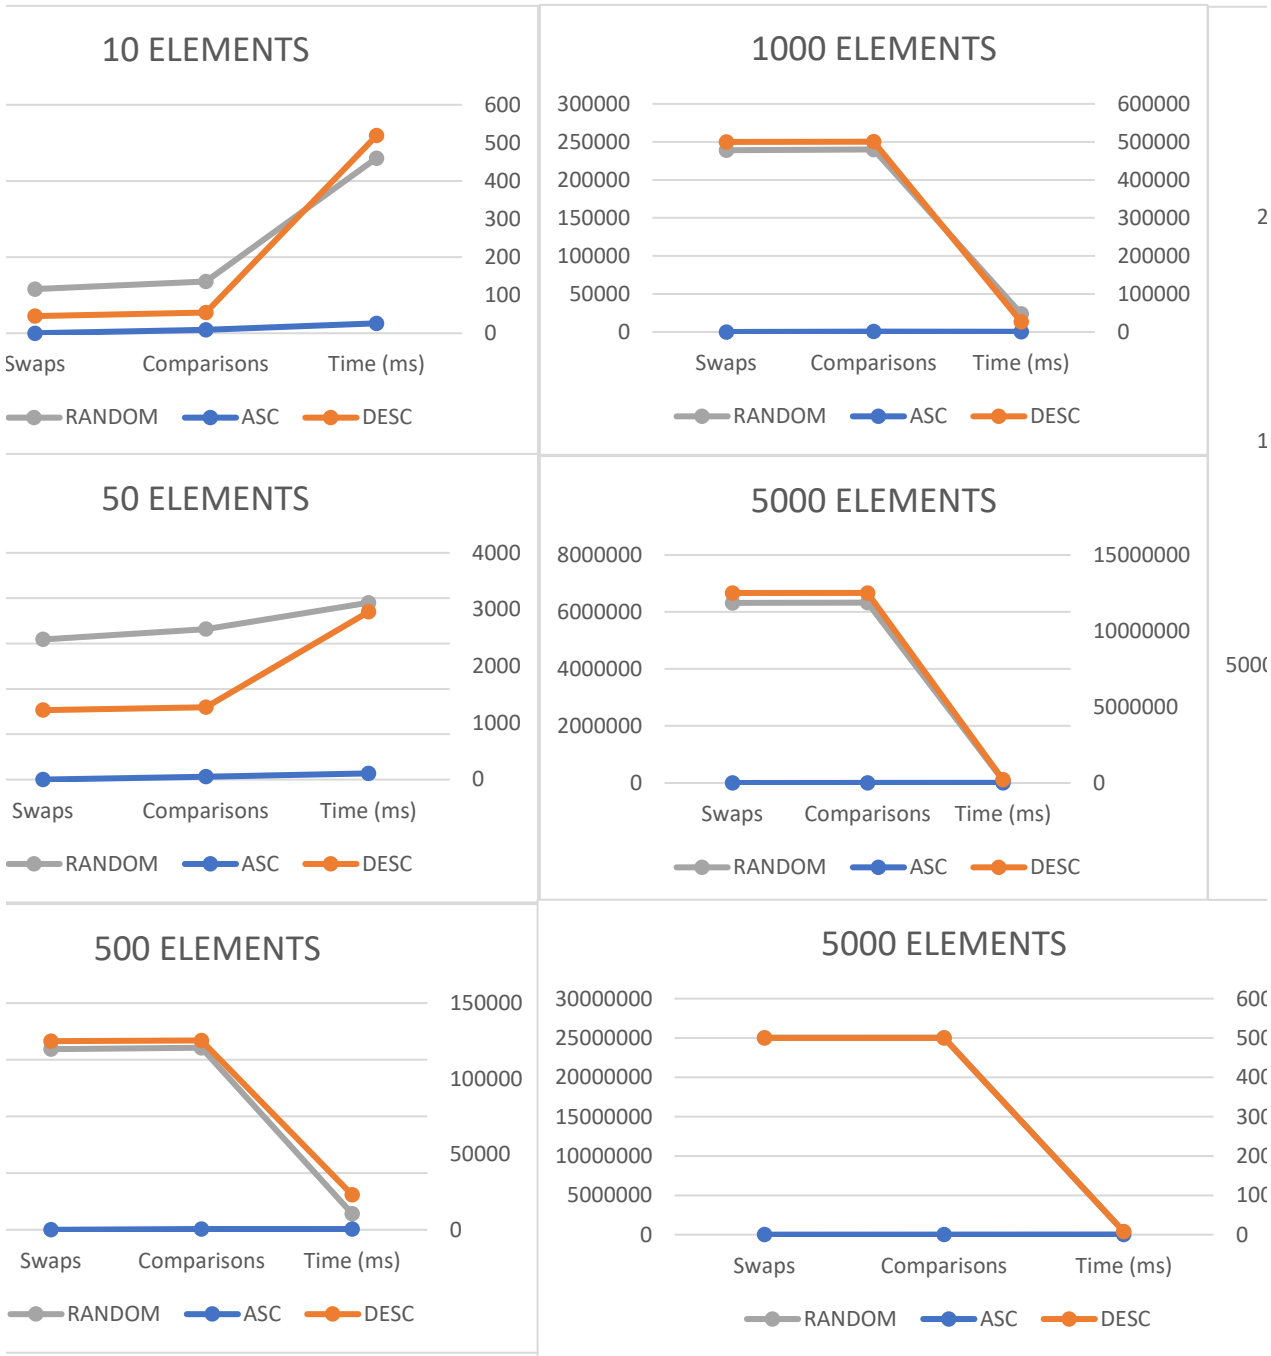 10 ELEMENTS
600
500
400
300
200
100
0
Swaps Comparisons Time (ms)
RANDOM ASC DESC
1000 ELEMENTS
300000 600000
250000 500000
200000 400000
150000 300000
100000 200000
50000 100000
0 0
Swaps Comparisons Time (ms)
RANDOM ASC DESC
50 ELEMENTS
4000
3000
2000
1000
0
Swaps Comparisons Time (ms)
RANDOM ASC DESC
5000 ELEMENTS
8000000 15000000
6000000 10000000
4000000 5000000
2000000 0
0
Swaps Comparisons Time (ms)
RANDOM ASC DESC
500 ELEMENTS
150000
100000
50000
0
Swaps Comparisons Time (ms)
RANDOM ASC DESC
5000 ELEMENTS
30000000
25000000
20000000
15000000
10000000
5000000
0 0
Swaps Comparisons Time (ms)
RANDOM ASC DESC